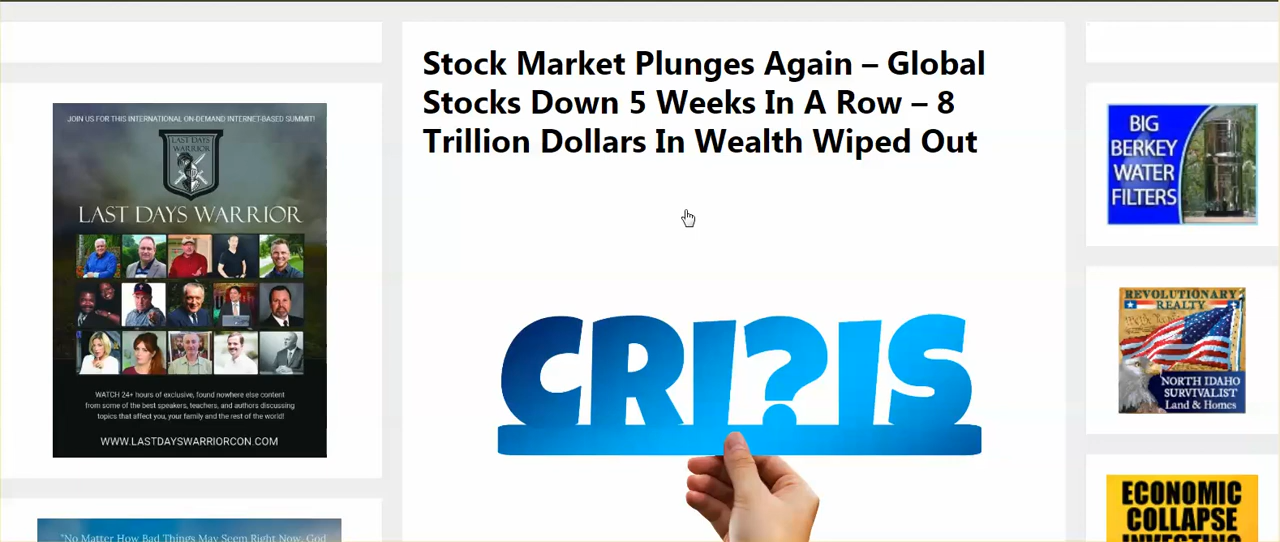 JOIN US FOR THIS INTERNATIONAL ON-DEMAND INTERNET-BASED SUMMIT!
LAST DAYS
WARRIOR
LAST DAYS WARRIOR
WATCH 24+ hours of exclusive, found nowhere else content
from some of the best speakers, teachers, and authors discussing
topics that affect you, your family and the rest of the world!
WWW.LASTDAYSWARRIORCON.COM
"No Matter How Bad Things May Seem Right Now, God
Stock Market Plunges Again – Global
Stocks Down 5 Weeks In A Row – 8
Trillion Dollars In Wealth Wiped Out
CRI?IS
BIG
BERKEY
WATER
FILTERS
REVOLUTIONARY
REALTY
NORTH IDAHO
SURVIVALIST
Land & Homes
ECONOMIC
COLLAPSE
INVESTING